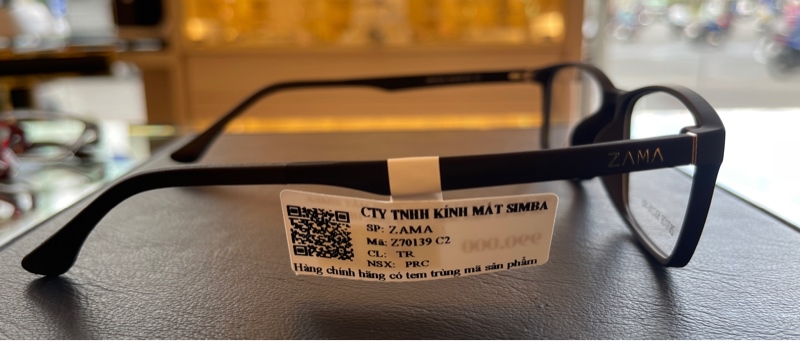 ZAMA
CTY TNHH KÍNH MẮT SIMBA
SP: ZAMA
Mã: Z70139 C2
CL: TR
NSX: PRC
Hàng chính hãng có tem trùng mã sản phẩm